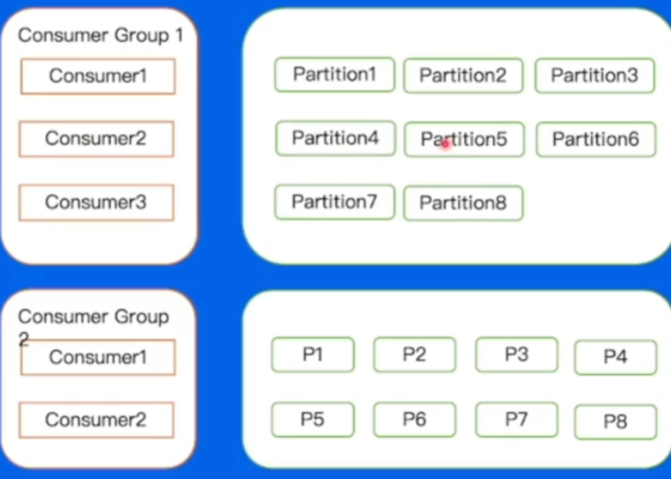 Consumer Group 1
Consumer1
Consumer2
Consumer3
Partition1 Partition2 Partition3
Partition4 Partition5 Partition6
Partition7 Partition8
Consumer Group
2
Consumer1
Consumer2
P1 P2 P3 P4
P5 P6 P7 P8